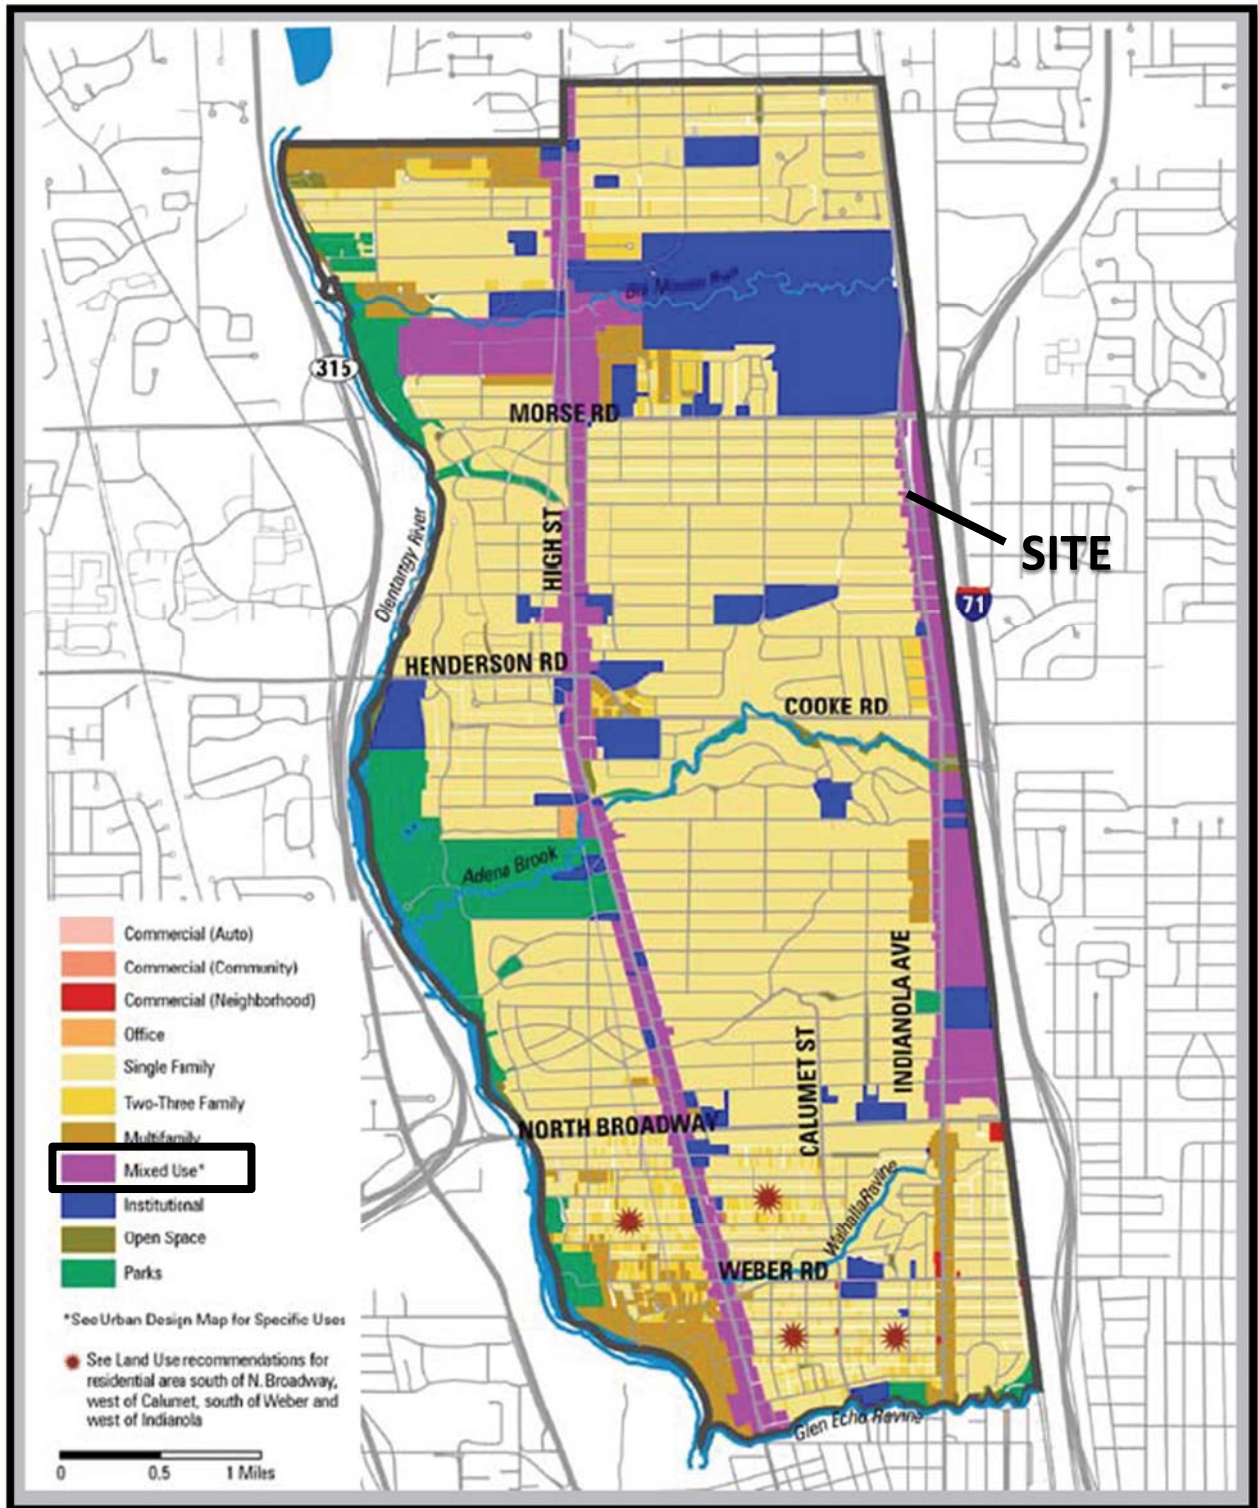 Big Miness Run
315
MORSE RD
HIGH ST
Olentangy River
SITE
71
HENDERSON RD
COOKE RD
Adena Brook
INDIANOLA AVE
CALUMET ST
NORTH BROADWAY
Walhalla Ravine
WEBER RD
Glen Echo Ravine
Commercial (Auto)
Commercial (Community)
Commercial (Neighborhood)
Office
Single Family
Two-Three Family
Multifamily
Mixed Use*
Institutional
Open Space
Parks
*See Urban Design Map for Specific Uses
See Land Use recommendations for
residential area south of N. Broadway,
west of Calumet, south of Weber and
west of Indianola
0 0.5 1 Miles